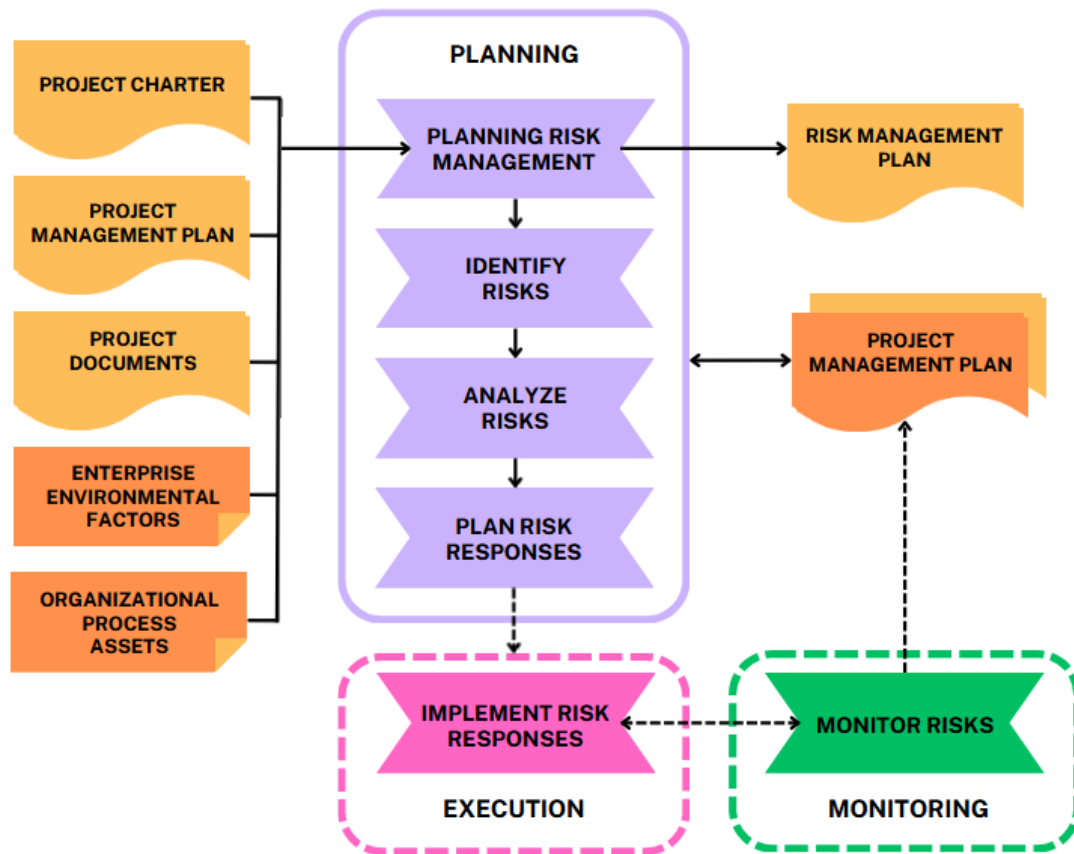 PROJECT CHARTER
PROJECT
MANAGEMENT PLAN
PROJECT
DOCUMENTS
ENTERPRISE
ENVIRONMENTAL
FACTORS
ORGANIZATIONAL
PROCESS
ASSETS
PLANNING
PLANNING RISK
MANAGEMENT
IDENTIFY
RISKS
ANALYZE
RISKS
PLAN RISK
RESPONSES
RISK MANAGEMENT
PLAN
PROJECT
MANAGEMENT PLAN
IMPLEMENT RISK
RESPONSES
EXECUTION
MONITOR RISKS
MONITORING